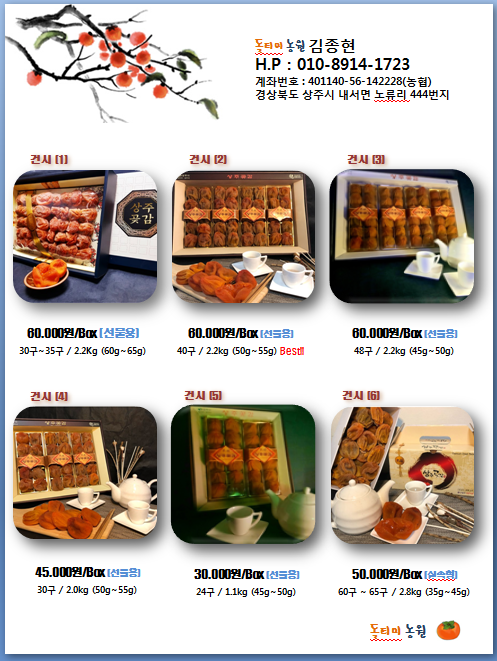 돌티미 농원 김종현
H.P : 010-8914-1723
계좌번호 : 401140-56-142228(농협)
경상북도 상주시 내서면 노류리 444번지
건시 (1)
건시 (2)
건시 (3)
상주
곶감
60.000원/Box (선물용)
60.000원/Box (선물용)
60.000원/Box (선물용)
30구~35구 / 2.2Kg (60g~65g)
40구 / 2.2kg (50g~55g) Best!!
48구 / 2.2kg (45g~50g)
건시 (4)
건시 (5)
건시 (6)
45.000원/Box (선물용)
30.000원/Box (선물용)
50.000원/Box (실속형)
30구 / 2.0kg (50g~55g)
24구 / 1.1kg (45g~50g)
60구 ~ 65구 / 2.8kg (35g~45g)
돌티미 농원